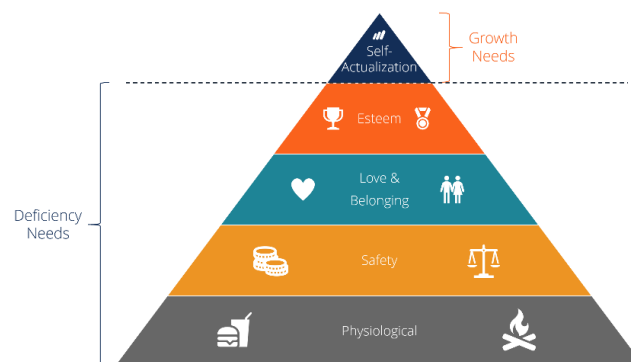 Self-
Actualization
Growth
Needs
Esteem
Love &
Belonging
Deficiency
Needs
Safety
Physiological